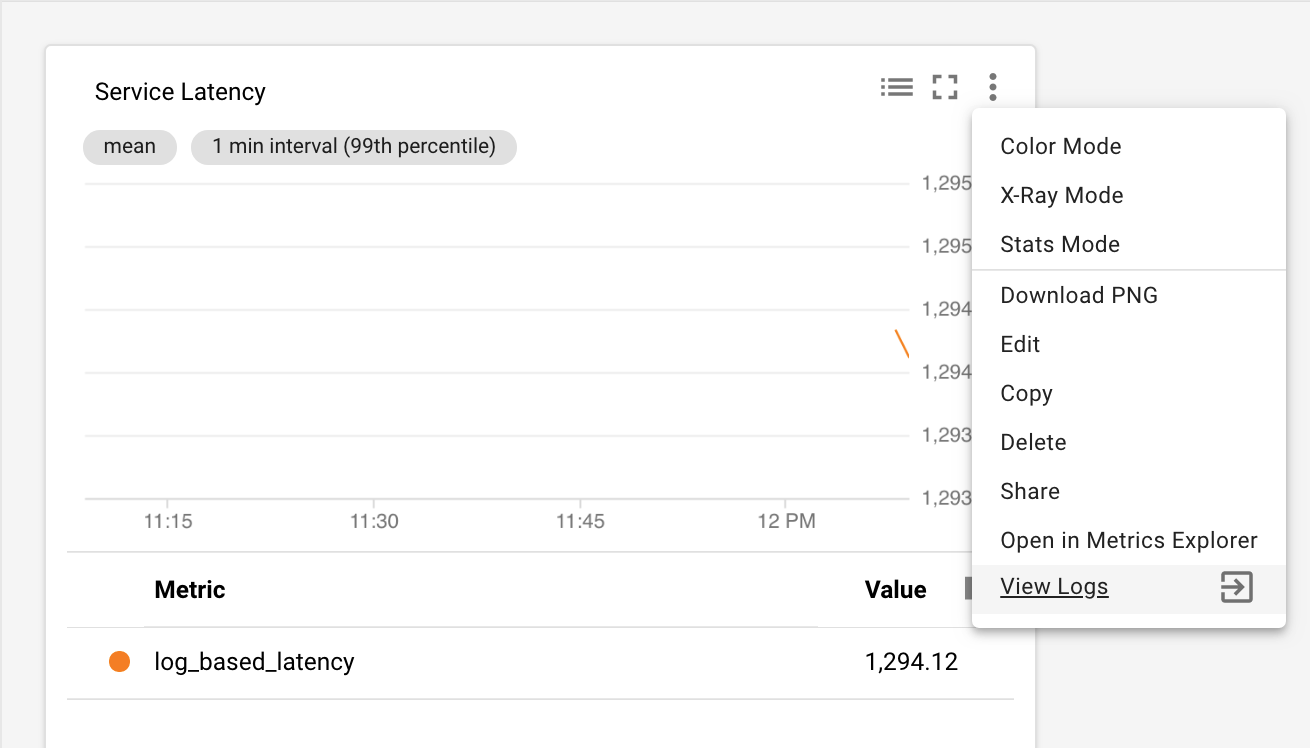 Service Latency
mean
1 min interval (99th percentile)
1,295
1,295
1,294
1,294
1,293
1,293
11:15
11:30
11:45
12 PM
Metric
Value
log_based_latency
1,294.12
Color Mode
X-Ray Mode
Stats Mode
Download PNG
Edit
Copy
Delete
Share
Open in Metrics Explorer
View Logs